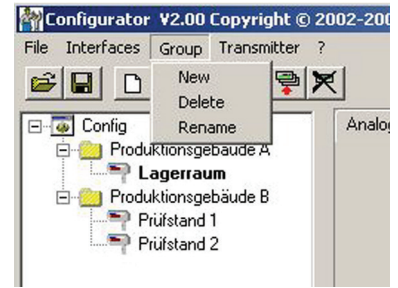 Configurator V2.00 Copyright © 2002-200
File Interfaces Group Transmitter ?
New
Delete
Rename
Config
Analog
Produktionsgebäude A
Lagerraum
Produktionsgebäude B
Prüfstand 1
Prüfstand 2